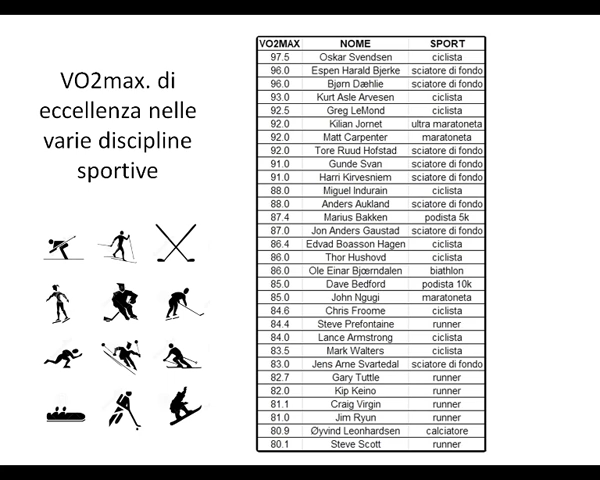 VO2max. di
eccellenza nelle
varie discipline
sportive
VO2MAX NOME SPORT
97.5 Oskar Svendsen ciclista
96.0 Espen Harald Bjerke sciatore di fondo
96.0 Bjørn Dæhlie sciatore di fondo
93.0 Kurt Asle Arvesen ciclista
92.5 Greg LeMond ciclista
92.0 Kilian Jornet ultra maratoneta
92.0 Matt Carpenter maratoneta
92.0 Tore Ruud Hofstad sciatore di fondo
91.0 Gunde Svan sciatore di fondo
91.0 Harri Kirvesniem sciatore di fondo
88.0 Miguel Indurain ciclista
88.0 Anders Aukland sciatore di fondo
87.4 Marius Bakken podista 5k
87.0 Jon Anders Gaustad sciatore di fondo
86.4 Edvad Boasson Hagen ciclista
86.0 Thor Hushovd ciclista
86.0 Ole Einar Bjørndalen biathlon
85.0 Dave Bedford podista 10k
85.0 John Ngugi maratoneta
84.6 Chris Froome ciclista
84.4 Steve Prefontaine runner
84.0 Lance Armstrong ciclista
83.5 Mark Walters ciclista
83.0 Jens Arne Svartedal sciatore di fondo
82.7 Gary Tuttle runner
82.0 Kip Keino runner
81.1 Craig Virgin runner
81.0 Jim Ryun runner
80.9 Øyvind Leonhardsen calciatore
80.1 Steve Scott runner